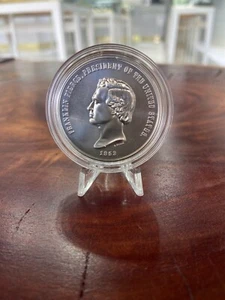 FRANKLIN PIERCE, PRESIDENT OF THE UNITED STATES.
1853